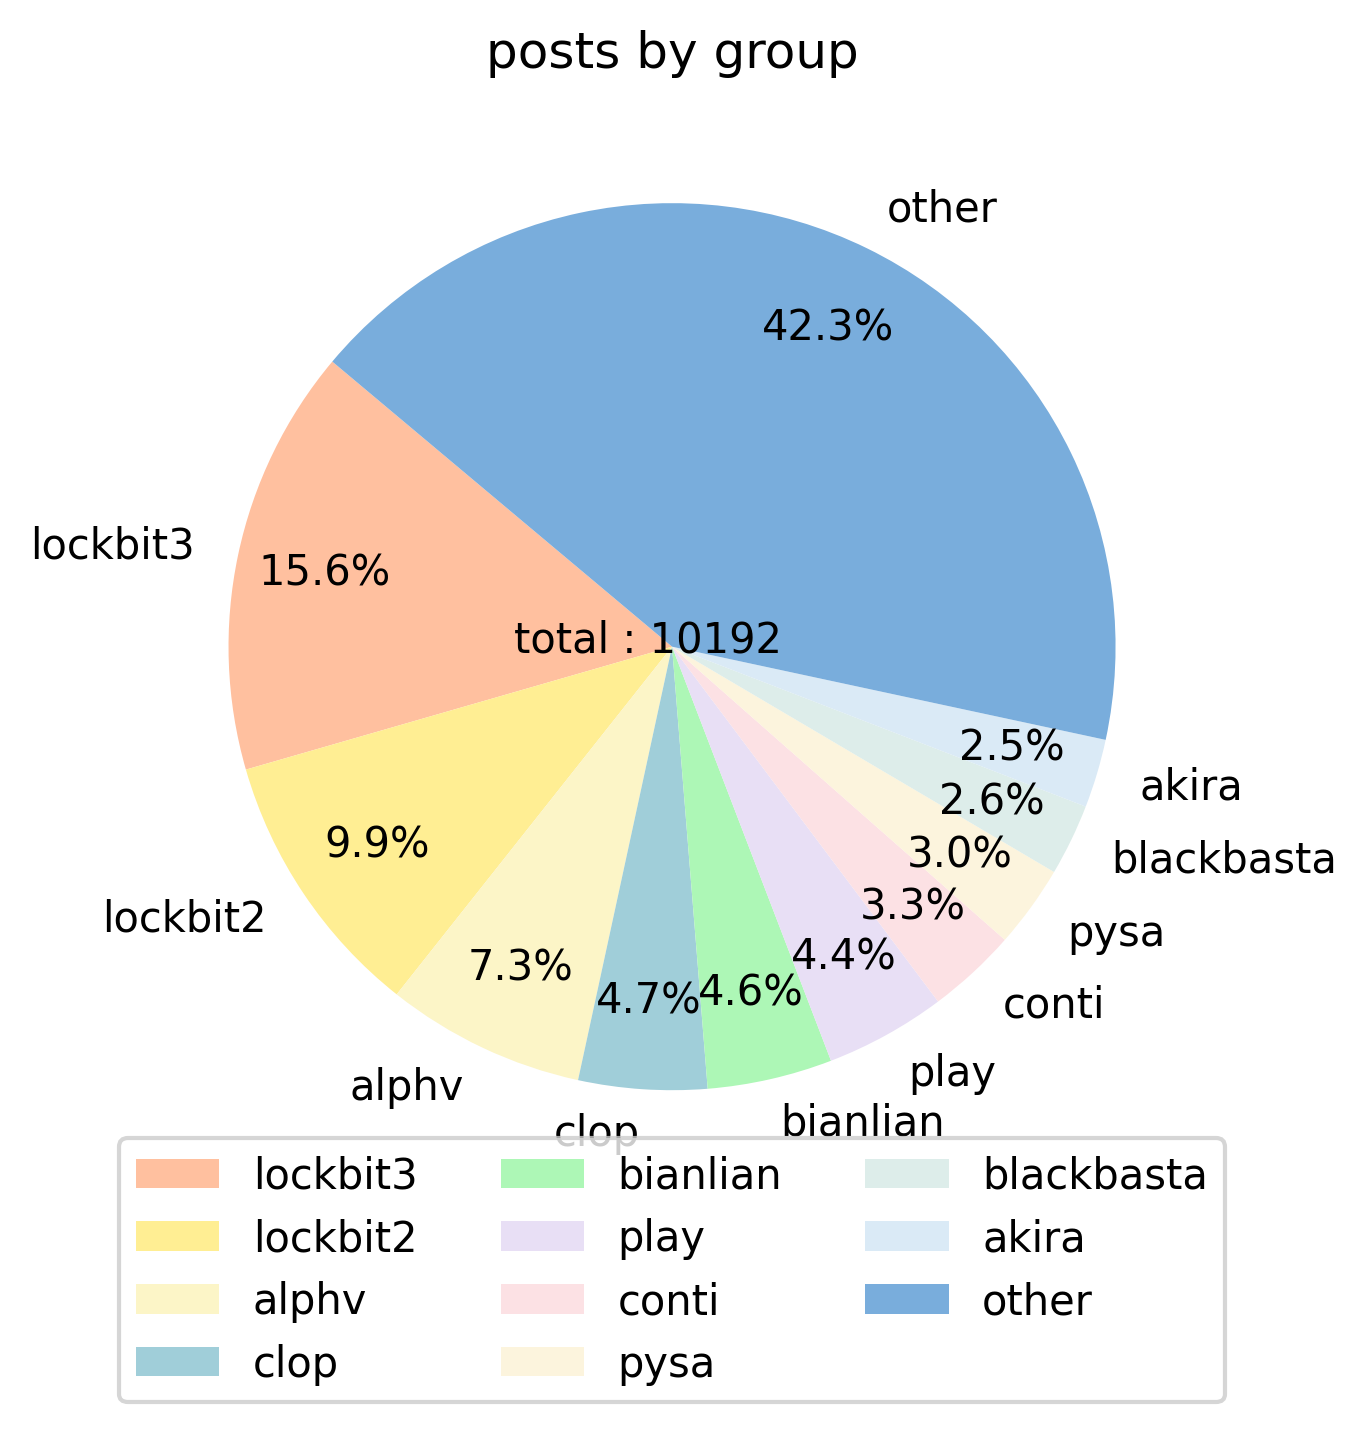 posts by group
other
42.3%
lockbit3
15.6%
total : 10192
2.5%
akira
2.6%
blackbasta
9.9%
3.0%
lockbit2
3.3%
pysa
7.3%
4.4%
4.7%
4.6%
conti
alphv
play
clop
bianlian
lockbit3
lockbit2
alphv
clop
bianlian
play
conti
pysa
blackbasta
akira
other